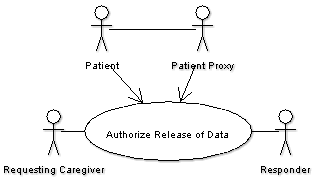 Patient
Patient Proxy
Authorize Release of Data
Requesting Caregiver
Responder